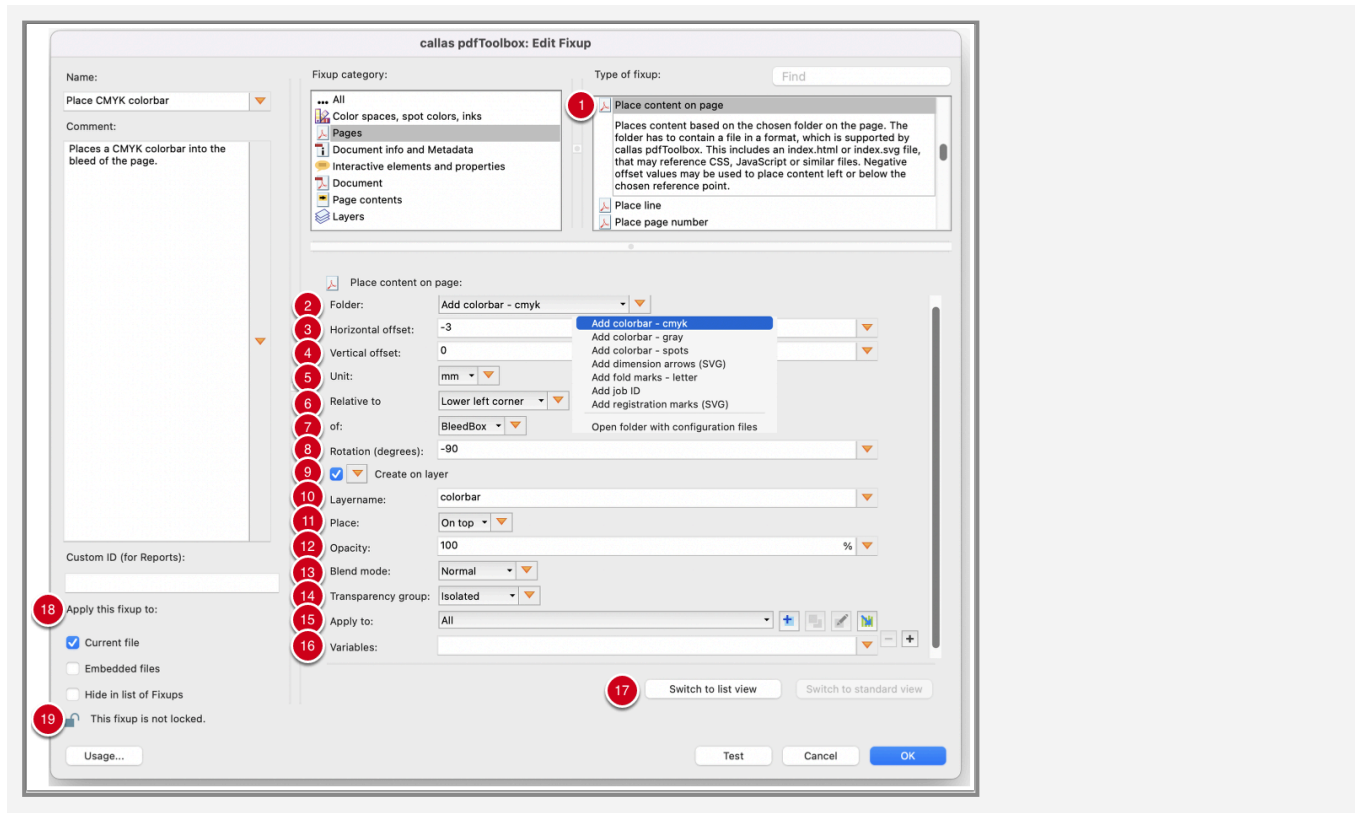 callas pdfToolbox: Edit Fixup
Name:
Place CMYK colorbar
Comment:
Places a CMYK colorbar into the
bleed of the page.
Custom ID (for Reports):
18 Apply this fixup to:
Current file
Embedded files
Hide in list of Fixups
19 This fixup is not locked.
Usage...
Fixup category:
... All
Color spaces, spot colors, inks
Pages
Document info and Metadata
Interactive elements and properties
Document
Page contents
Layers
Type of fixup:
Find
1 Place content on page
Places content based on the chosen folder on the page. The
folder has to contain a file in a format, which is supported by
callas pdfToolbox. This includes an index.html or index.svg file,
that may reference CSS, JavaScript or similar files. Negative
offset values may be used to place content left or below the
chosen reference point.
Place line
Place page number
Place content on page:
2 Folder: Add colorbar - cmyk
3 Horizontal offset: -3
4 Vertical offset: 0
5 Unit: mm
6 Relative to Lower left corner
7 of: BleedBox
8 Rotation (degrees): -90
9 Create on layer
10 Layername: colorbar
11 Place: On top
12 Opacity: 100 %
13 Blend mode: Normal
14 Transparency group: Isolated
15 Apply to: All
16 Variables:
Add colorbar - cmyk
Add colorbar - gray
Add colorbar - spots
Add dimension arrows (SVG)
Add fold marks - letter
Add job ID
Add registration marks (SVG)
Open folder with configuration files
17 Switch to list view Switch to standard view
Test Cancel OK